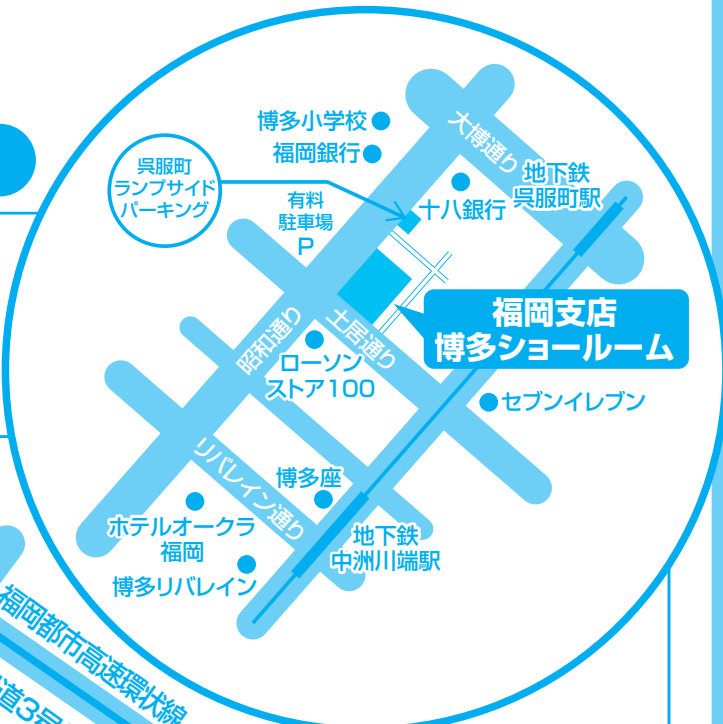 博多小学校
福岡銀行
大博通り
呉服町
ランプサイド
パーキング
有料
駐車場
P
十八銀行
地下鉄
呉服町駅
福岡支店
博多ショールーム
昭和通り
土居通り
ローソン
ストア100
セブンイレブン
リバレイン通り
博多座
ホテルオークラ
福岡
博多リバレイン
地下鉄
中洲川端駅
福岡都市高速環状線
道3号